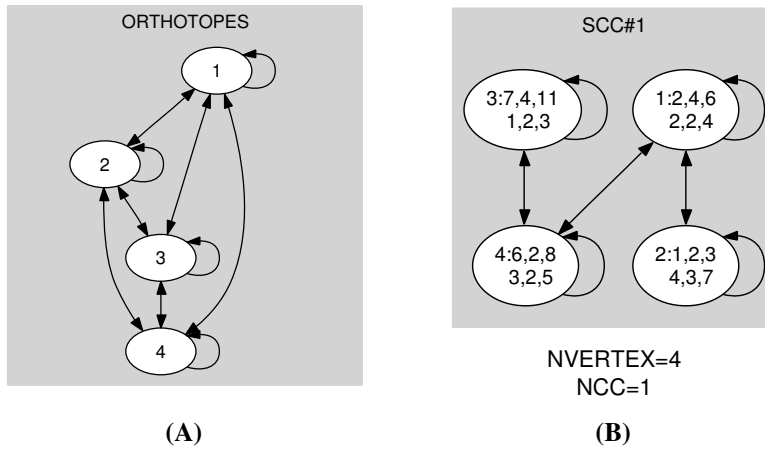 ORTHOTOPES
1
2
3
4
(A)
SCC#1
3:7,4,11
1,2,3
1:2,4,6
2,2,4
4:6,2,8
3,2,5
2:1,2,3
4,3,7
NVERTEX=4
NCC=1
(B)